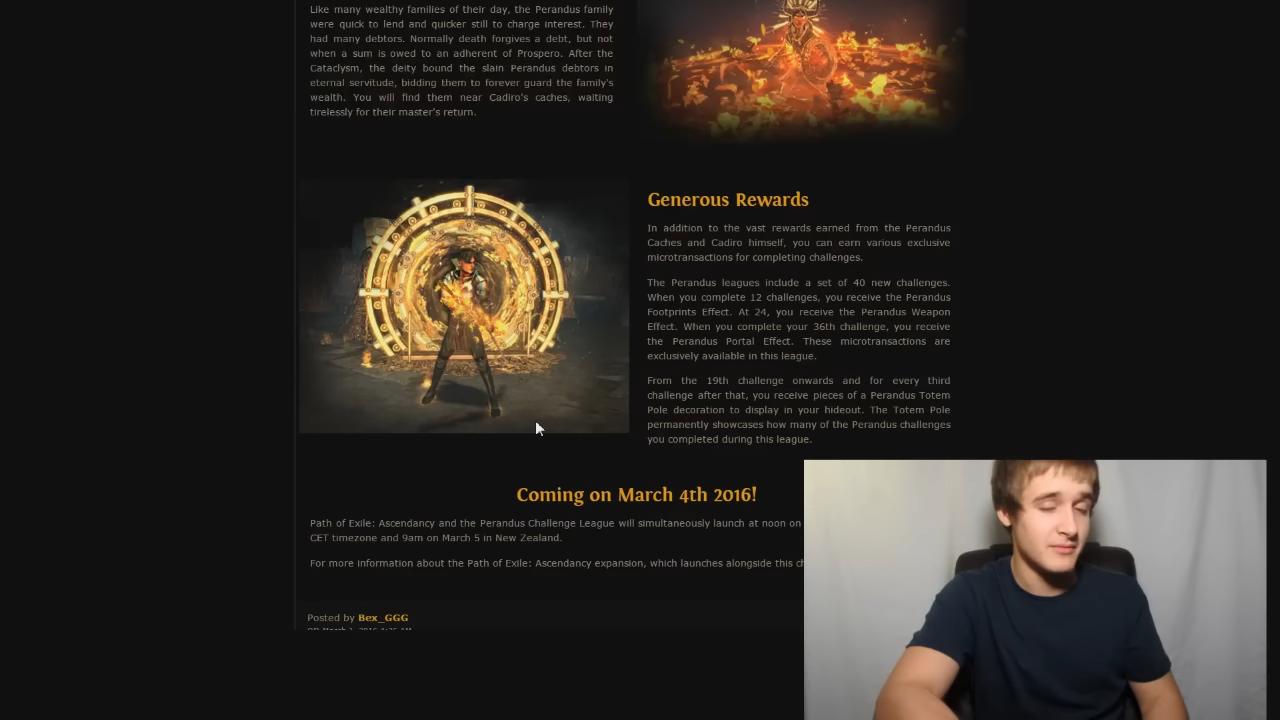 Like many wealthy families of their day, the Perandus family
were quick to lend and quicker still to charge interest. They
had many debtors. Normally death forgives a debt, but not
when a sum is owed to an adherent of Prospero. After the
Cataclysm, the deity bound the slain Perandus debtors in
eternal servitude, bidding them to forever guard the family's
wealth. You will find them near Cadiro's caches, waiting
tirelessly for their master's return.
Generous Rewards
In addition to the vast rewards earned from the Perandus
Caches and Cadiro himself, you can earn various exclusive
microtransactions for completing challenges.
The Perandus leagues include a set of 40 new challenges.
When you complete 12 challenges, you receive the Perandus
Footprints Effect. At 24, you receive the Perandus Weapon
Effect. When you complete your 36th challenge, you receive
the Perandus Portal Effect. These microtransactions are
exclusively available in this league.
From the 19th challenge onwards and for every third
challenge after that, you receive pieces of a Perandus Totem
Pole decoration to display in your hideout. The Totem Pole
permanently showcases how many of the Perandus challenges
you completed during this league.
Coming on March 4th 2016!
Path of Exile: Ascendancy and the Perandus Challenge League will simultaneously launch at noon on
CET timezone and 9am on March 5 in New Zealand.
For more information about the Path of Exile: Ascendancy expansion, which launches alongside this
Posted by Bex_GGG